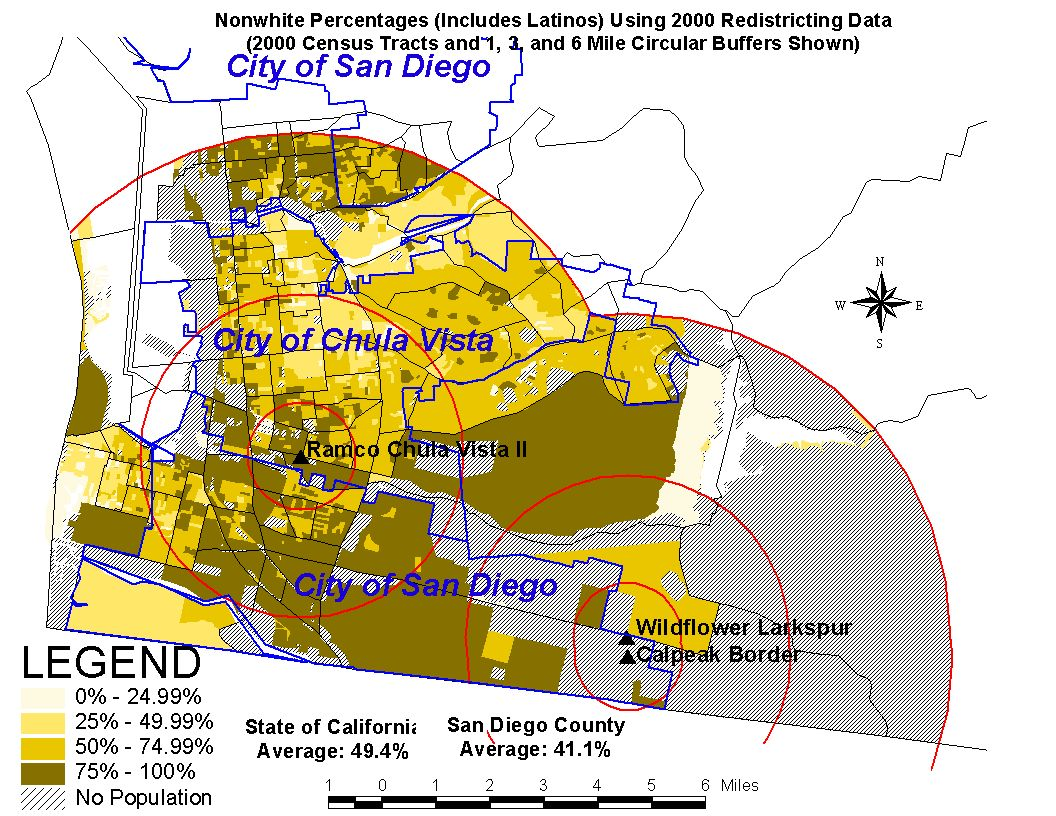 Nonwhite Percentages (Includes Latinos) Using 2000 Redistricting Data
(2000 Census Tracts and 1, 3, and 6 Mile Circular Buffers Shown)
City of San Diego
N
W
E
S
City of Chula Vista
Ramco Chula Vista II
City of San Diego
Wildflower Larkspur
Calpeak Border
LEGEND
0% - 24.99%
25% - 49.99%
50% - 74.99%
75% - 100%
No Population
State of California
Average: 49.4%
San Diego County
Average: 41.1%
1 0 1 2 3 4 5 6 Miles